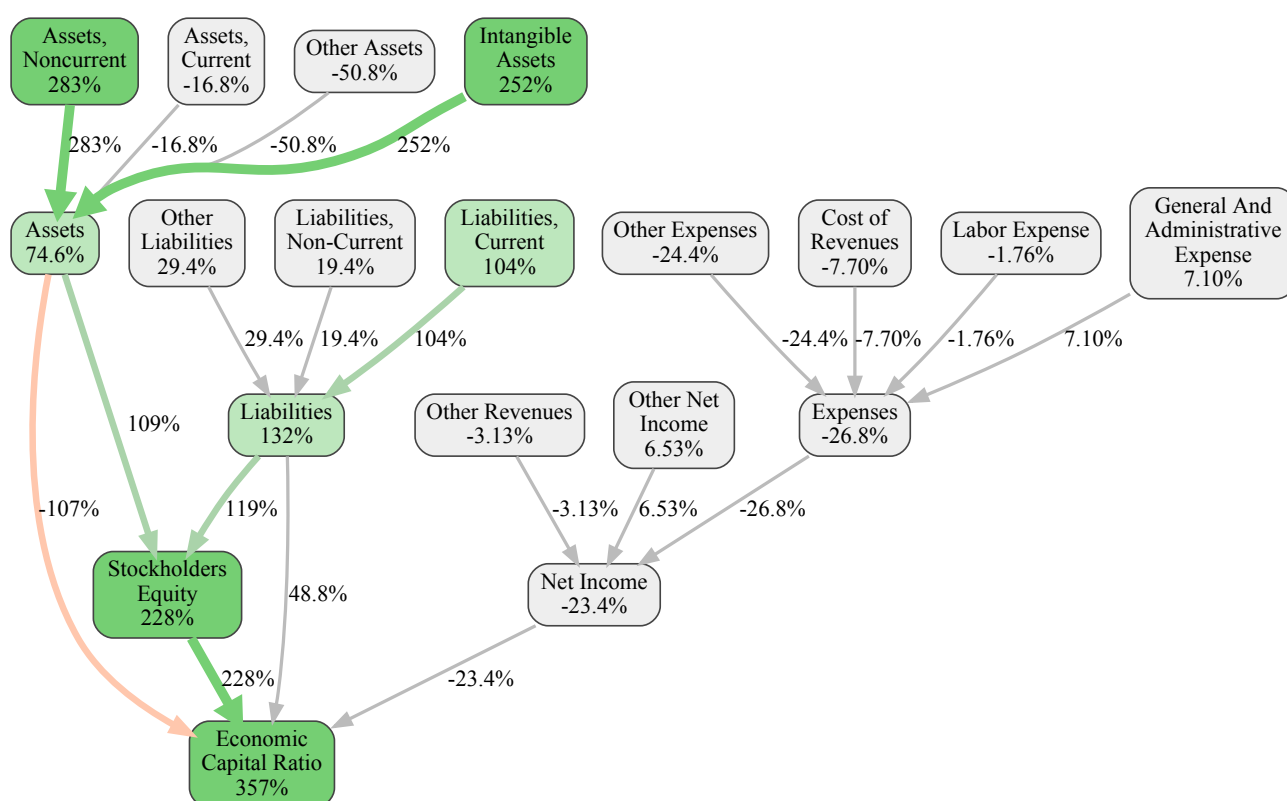 Assets,
Noncurrent
283%
Assets,
Current
-16.8%
Other Assets
-50.8%
Intangible
Assets
252%
283%
-16.8%
-50.8%
252%
Assets
74.6%
Other
Liabilities
29.4%
Liabilities,
Non-Current
19.4%
Liabilities,
Current
104%
Other Expenses
-24.4%
Cost of
Revenues
-7.70%
Labor Expense
-1.76%
General And
Administrative
Expense
7.10%
29.4%
19.4%
104%
-24.4%
-7.70%
-1.76%
7.10%
109%
Liabilities
132%
Other Revenues
-3.13%
Other Net
Income
6.53%
Expenses
-26.8%
-107%
119%
-3.13%
6.53%
-26.8%
Stockholders
Equity
228%
48.8%
Net Income
-23.4%
228%
-23.4%
Economic
Capital Ratio
357%